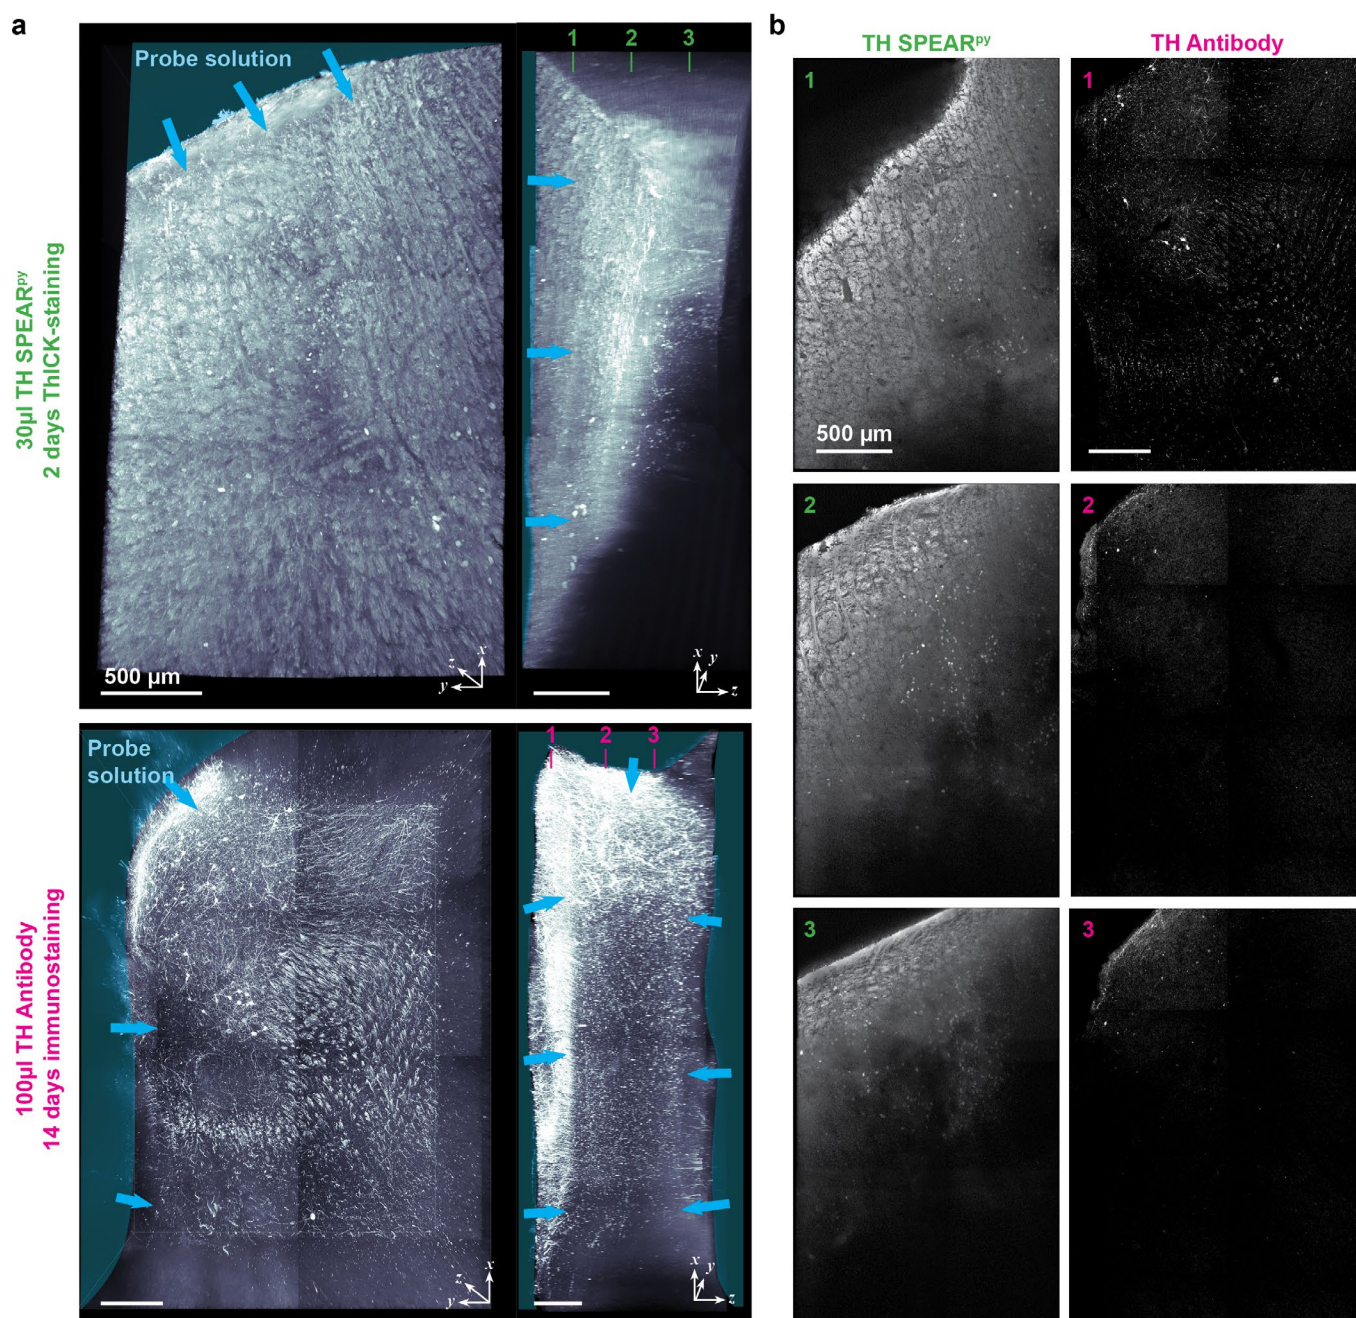 a
Probe solution
30µl TH SPEARpy
2 days ThICK-staining
1 2 3
500 µm
z x y
x y z
Probe
solution
100µl TH Antibody
14 days immunostaining
1 2 3
z x y
x y z
b
TH SPEARpy
TH Antibody
1
500 µm
1
2
2
3
3